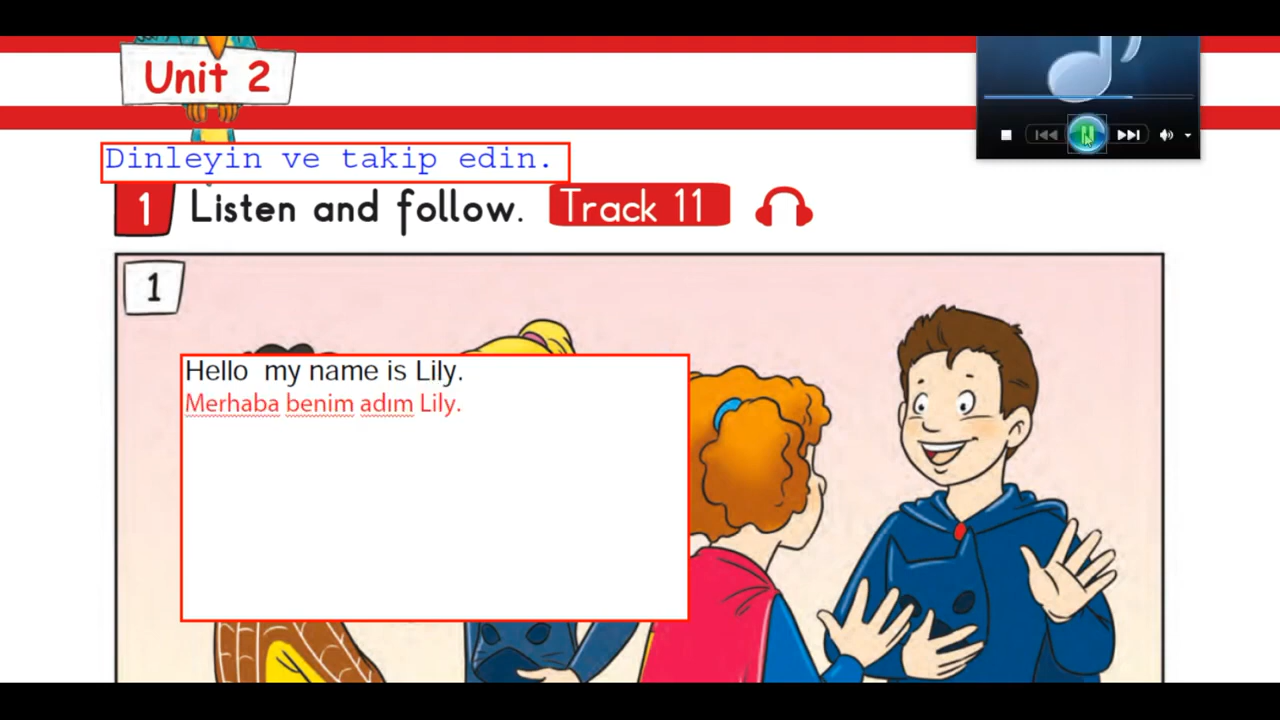 Unit 2
Dinleyin ve takip edin.
1 Listen and follow. Track 11
1
Hello my name is Lily.
Merhaba benim adım Lily.